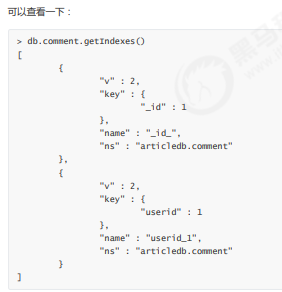 可以查看一下：
> db.comment.getIndexes()
[
{
"v" : 2,
"key" : {
"_id" : 1
},
"name" : "_id_",
"ns" : "articledb.comment"
},
{
"v" : 2,
"key" : {
"userid" : 1
},
"name" : "userid_1",
"ns" : "articledb.comment"
}
]